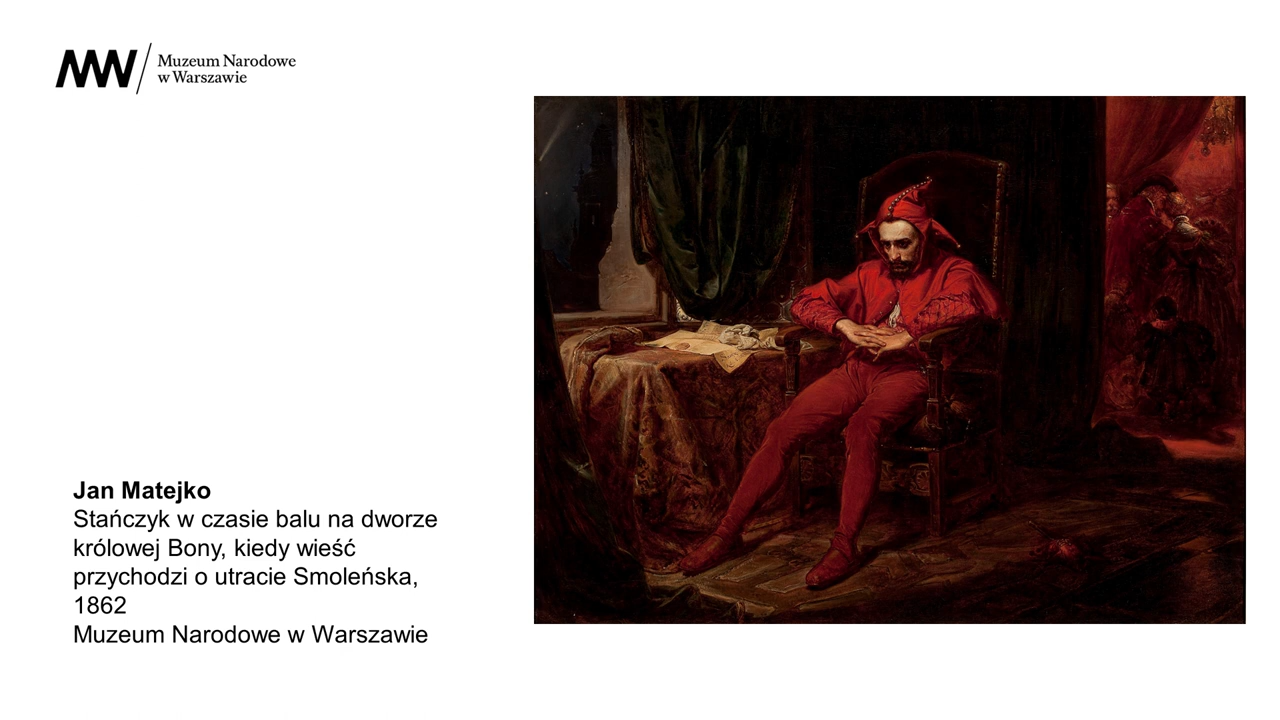 MNW
Muzeum Narodowe
w Warszawie
Jan Matejko
Stańczyk w czasie balu na dworze
królowej Bony, kiedy wieść
przychodzi o utracie Smoleńska,
1862
Muzeum Narodowe w Warszawie